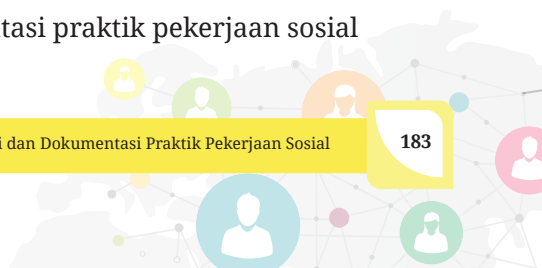 tasi praktik pekerjaan sosial
i dan Dokumentasi Praktik Pekerjaan Sosial 183